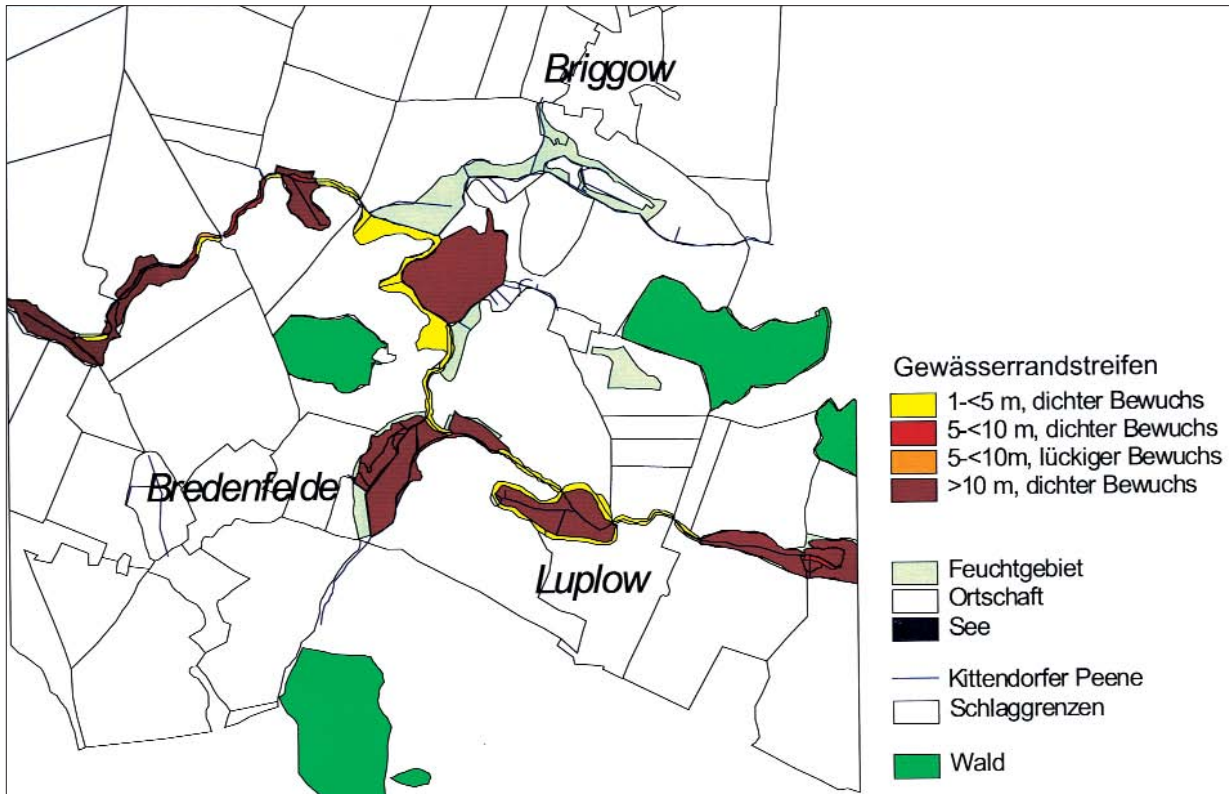 Briggow
Bredenfelde
Luplow
Gewässerrandstreifen
1-<5 m, dichter Bewuchs
5-<10 m, dichter Bewuchs
5-<10m, lückiger Bewuchs
>10 m, dichter Bewuchs
Feuchtgebiet
Ortschaft
See
Kittendorfer Peene
Schlaggrenzen
Wald